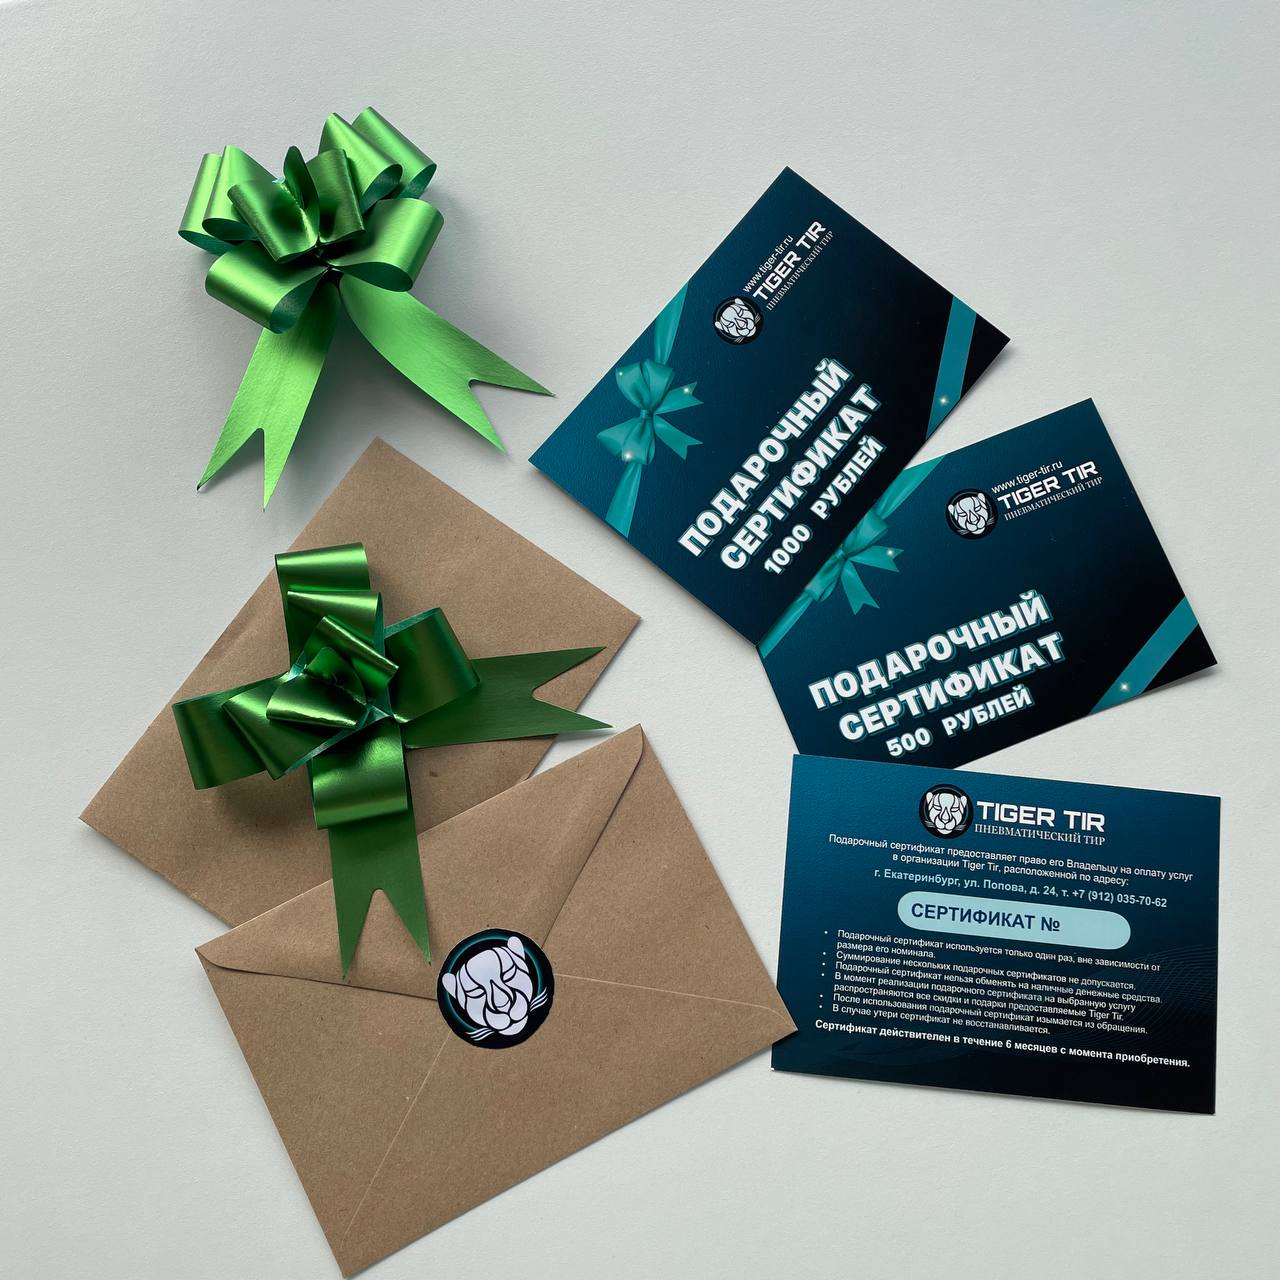 www.tiger-tir.ru
TIGER TIR
ПНЕВМАТИЧЕСКИЙ ТИР
ПОДАРОЧНЫЙ
СЕРТИФИКАТ
1000 РУБЛЕЙ
www.tiger-tir.ru
TIGER TIR
ПНЕВМАТИЧЕСКИЙ ТИР
ПОДАРОЧНЫЙ
СЕРТИФИКАТ
500 РУБЛЕЙ
TIGER TIR
ПНЕВМАТИЧЕСКИЙ ТИР
Подарочный сертификат предоставляет право его Владельцу на оплату услуг
в организации Tiger Tir, расположенной по адресу:
г. Екатеринбург, ул. Попова, д. 24, т. +7 (912) 035-70-62
СЕРТИФИКАТ №
• Подарочный сертификат используется только один раз, вне зависимости от
размера его номинала.
• Суммирование нескольких подарочных сертификатов не допускается.
• Подарочный сертификат нельзя обменять на наличные денежные средства.
• В момент реализации подарочного сертификата на выбранную услугу
распространяются все скидки и подарки предоставляемые Tiger Tir.
• После использования подарочный сертификат изымается из обращения.
• В случае утери сертификат не восстанавливается.
Сертификат действителен в течение 6 месяцев с момента приобретения.